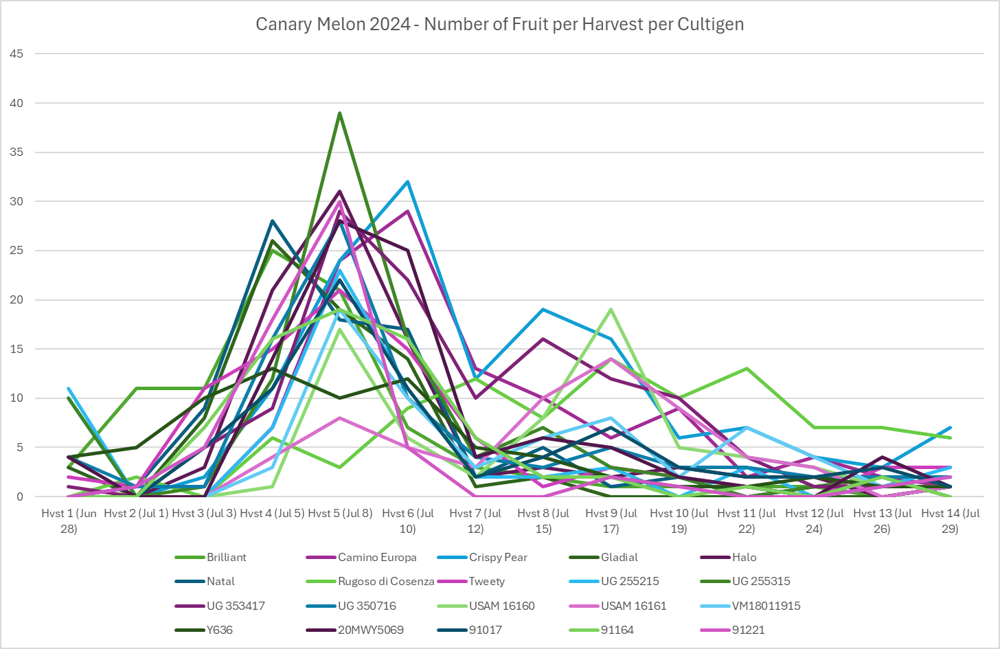 Canary Melon 2024 - Number of Fruit per Harvest per Cultigen
45
40
35
30
25
20
15
10
5
0
Hvst 1 (Jun 28) Hvst 2 (Jul 1) Hvst 3 (Jul 3) Hvst 4 (Jul 5) Hvst 5 (Jul 8) Hvst 6 (Jul 10) Hvst 7 (Jul 12) Hvst 8 (Jul 15) Hvst 9 (Jul 17) Hvst 10 (Jul 19) Hvst 11 (Jul 22) Hvst 12 (Jul 24) Hvst 13 (Jul 26) Hvst 14 (Jul 29)
Brilliant Camino Europa Crispy Pear Gladial Halo
Natal Rugoso di Cosenza Tweety UG 255215 UG 255315
UG 353417 UG 350716 USAM 16160 USAM 16161 VM18011915
Y636 20MWY5069 91017 91164 91221